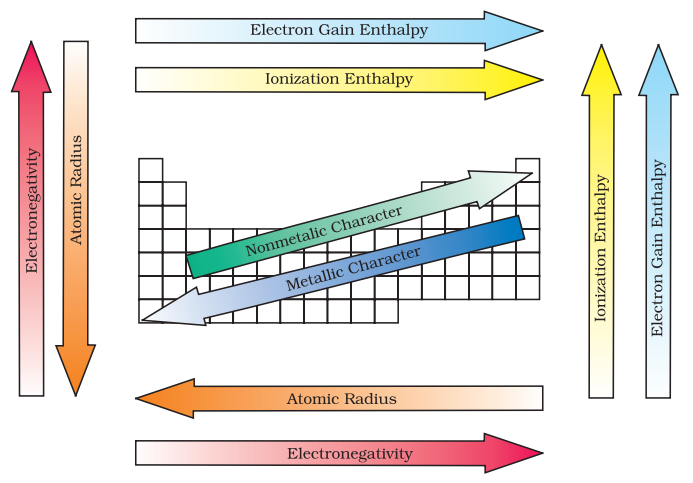 Electron Gain Enthalpy
Ionization Enthalpy
Electronegativity
Atomic Radius
Nonmetalic Character
Metallic Character
Ionization Enthalpy
Electron Gain Enthalpy
Atomic Radius
Electronegativity